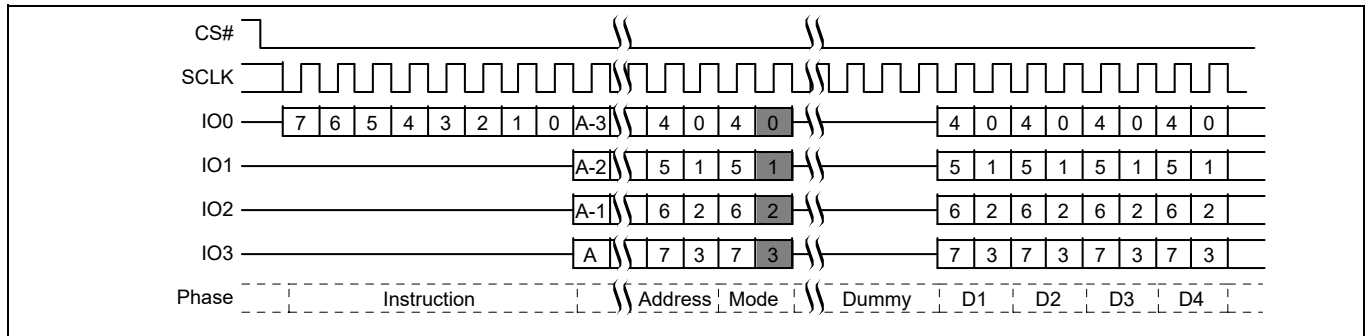 CS#
SCLK
IO0 7 6 5 4 3 2 1 0 A-3 4 0 4 0 4 0 4 0 4 0 4 0
IO1 A-2 5 1 5 1 5 1 5 1 5 1 5 1
IO2 A-1 6 2 6 2 6 2 6 2 6 2 6 2
IO3 A 7 3 7 3 7 3 7 3 7 3 7 3
Phase Instruction Address Mode Dummy D1 D2 D3 D4